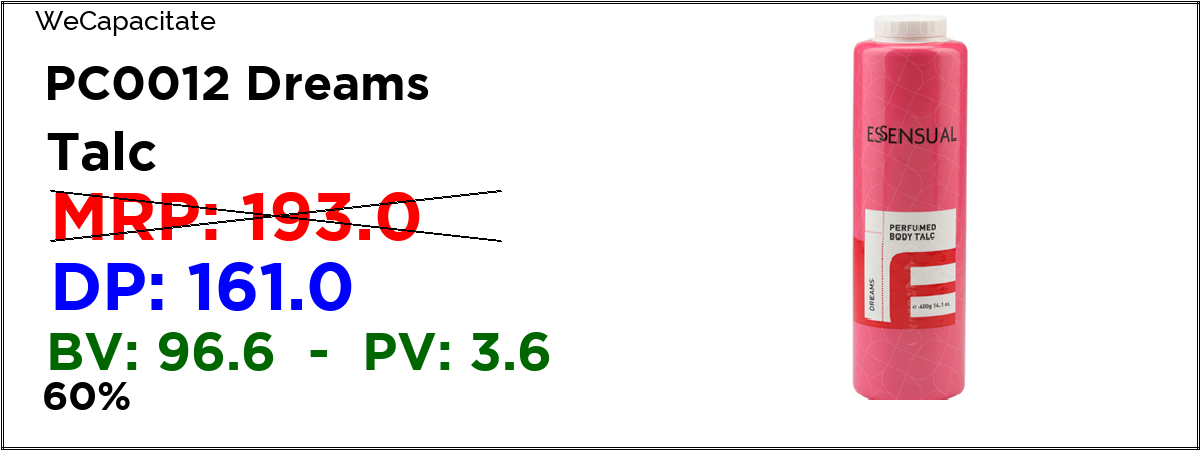 WeCapacitate
PC0012 Dreams
Talc
MRP: 193.0
DP: 161.0
BV: 96.6 - PV: 3.6
60%
ESSENSUAL
PERFUMED
BODY TALC
DREAMS
e 400g 14.1 oz.